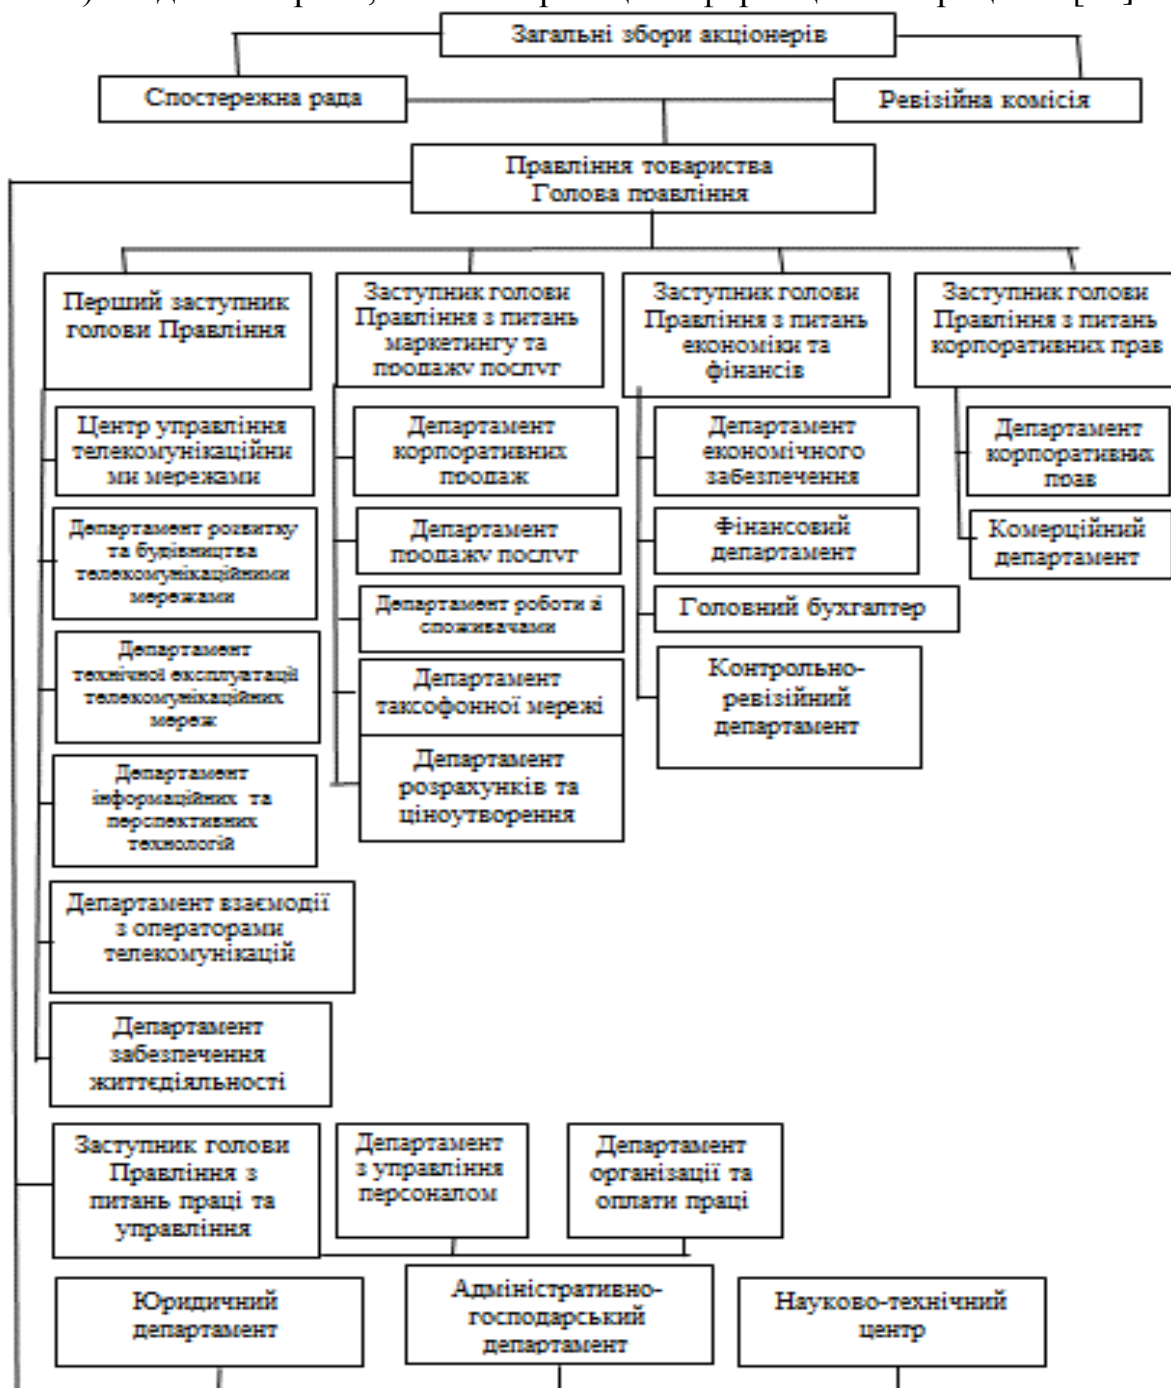 Загальні збори акціонерів
Спостережна рада
Ревізійна комісія
Правління товариства
Голова правління
Перший заступник
голови Правління
Заступник голови
Правління з питань
маркетингу та
продажу послуг
Заступник голови
Правління з питань
економіки та
фінансів
Заступник голови
Правління з питань
корпоративних прав
Центр управління
телекомунікаційни
ми мережами
Департамент розвитку
та будівництва
телекомунікаційними
мережами
Департамент
технічної експлуатації
телекомунікаційних
мереж
Департамент
інформаційних та
перспективних
технологій
Департамент взаємодії
з операторами
телекомунікацій
Департамент
забезпечення
життєдіяльності
Департамент
корпоративних
продаж
Департамент
продажу послуг
Департамент роботи зі
споживачами
Департамент
таксофонної мережі
Департамент
розрахунків та
ціноутворення
Департамент
економічного
забезпечення
Фінансовий
департамент
Головний бухгалтер
Контрольно-
ревізійний
департамент
Департамент
корпоративних
прав
Комерційний
департамент
Заступник голови
Правління з
питань праці та
управління
Департамент
з управління
персоналом
Департамент
організації та
оплати праці
Юридичний
департамент
Адміністративно-
господарський
департамент
Науково-технічний
центр